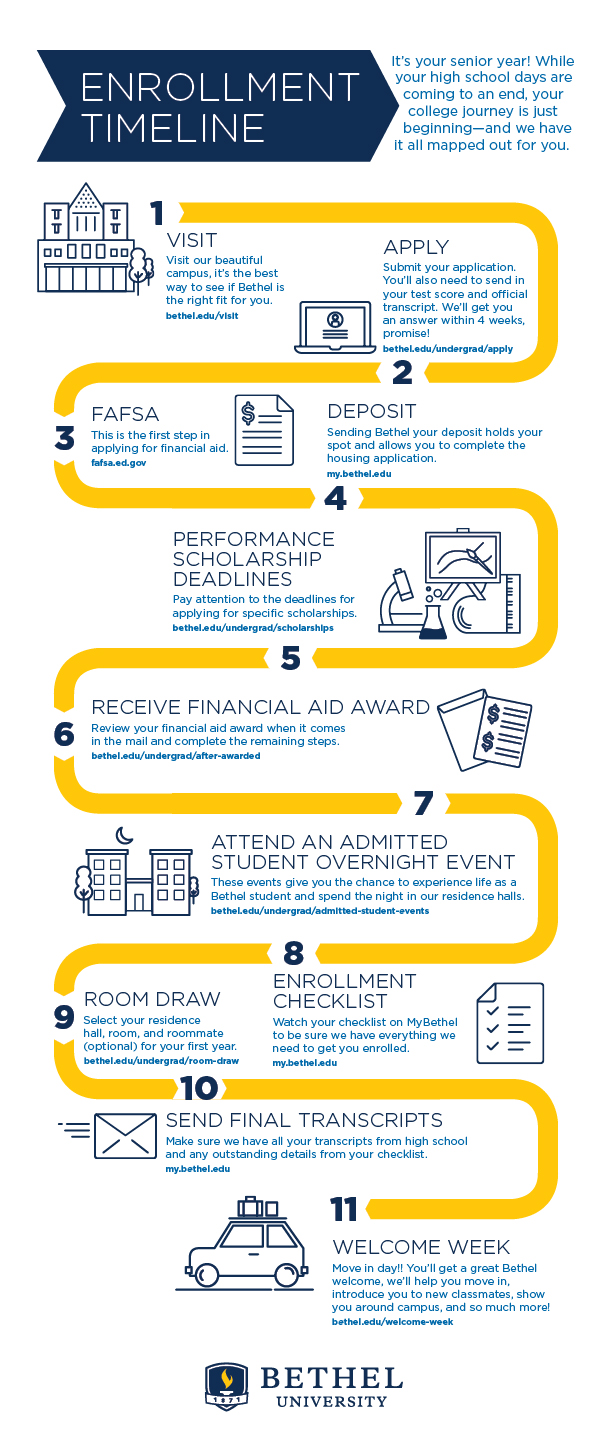 ENROLLMENT
TIMELINE
It's your senior year! While
your high school days are
coming to an end, your
college journey is just
beginning—and we have
it all mapped out for you.
1
VISIT
Visit our beautiful
campus, it's the best
way to see if Bethel is
the right fit for you.
bethel.edu/visit
APPLY
Submit your application.
You'll also need to send in
your test score and official
transcript. We'll get you
an answer within 4 weeks,
promise!
bethel.edu/undergrad/apply
2
3
FAFSA
This is the first step in
applying for financial aid.
fafsa.ed.gov
$
DEPOSIT
Sending Bethel your deposit holds your
spot and allows you to complete the
housing application.
my.bethel.edu
4
PERFORMANCE
SCHOLARSHIP
DEADLINES
Pay attention to the deadlines for
applying for specific scholarships.
bethel.edu/undergrad/scholarships
5
6
RECEIVE FINANCIAL AID AWARD
Review your financial aid award when it comes
in the mail and complete the remaining steps.
bethel.edu/undergrad/after-awarded
$
$
7
ATTEND AN ADMITTED
STUDENT OVERNIGHT EVENT
These events give you the chance to experience life as a
Bethel student and spend the night in our residence halls.
bethel.edu/undergrad/admitted-student-events
8
ENROLLMENT
CHECKLIST
Watch your checklist on MyBethel
to be sure we have everything we
need to get you enrolled.
my.bethel.edu
9
ROOM DRAW
Select your residence
hall, room, and roommate
(optional) for your first year.
bethel.edu/undergrad/room-draw
10
SEND FINAL TRANSCRIPTS
Make sure we have all your transcripts from high school
and any outstanding details from your checklist.
my.bethel.edu
11
WELCOME WEEK
Move in day!! You'll get a great Bethel
welcome, we'll help you move in,
introduce you to new classmates, show
you around campus, and so much more!
bethel.edu/welcome-week
1871
BETHEL
UNIVERSITY